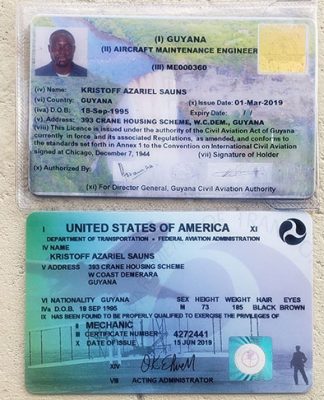 (I) GUYANA
(II) AIRCRAFT MAINTENANCE ENGINEER
(III) ME000360
(iv) Name: KRISTOFF AZARIEL SAUNS
(vi) Country: GUYANA
(x) Issue Date: 01-Mar-2019
(iva) D.O.B: 18-Sep-1995
Expiry Date: / /
(v) Address: 393 CRANE HOUSING SCHEME, W.C.DEM., GUYANA
(viii) This Licence is issued under the authority of the Civil Aviation Act of Guyana
currently in force and its associated Regulations, as amended, and conform to
the standards set forth in Annex 1 to the Convention on International Civil Aviation
signed at Chicago, December 7, 1944
(vii) Signature of Holder
(x) Authorized By:
(xi) For Director General, Guyana Civil Aviation Authority
I UNITED STATES OF AMERICA XI
DEPARTMENT OF TRANSPORTATION • FEDERAL AVIATION ADMINISTRATION
IV NAME
KRISTOFF AZARIEL SAUNS
V ADDRESS 393 CRANE HOUSING SCHEME
W COAST DEMERARA
GUYANA
VI NATIONALITY GUYANA SEX HEIGHT WEIGHT HAIR EYES
IVa D.O.B. 18 SEP 1995 M 73 185 BLACK BROWN
IX HAS BEEN FOUND TO BE PROPERLY QUALIFIED TO EXERCISE THE PRIVILEGES OF
II MECHANIC
III CERTIFICATE NUMBER 4272441
X DATE OF ISSUE 15 JUN 2019
XIV
VIII ACTING ADMINISTRATOR